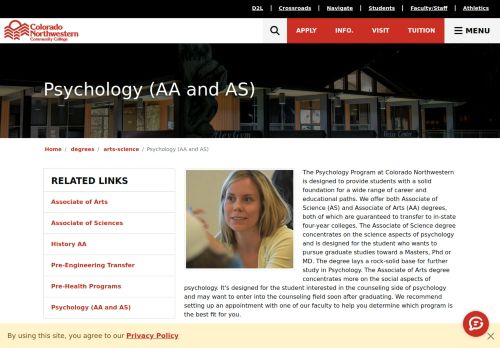 D2L | Crossroads | Navigate | Students | Faculty/Staff | Athletics
Colorado
Northwestern
Community College
APPLY INFO. VISIT TUITION MENU
Psychology (AA and AS)
Home / degrees / arts-science / Psychology (AA and AS)
RELATED LINKS
Associate of Arts
Associate of Sciences
History AA
Pre-Engineering Transfer
Pre-Health Programs
Psychology (AA and AS)
The Psychology Program at Colorado Northwestern
is designed to provide students with a solid
foundation for a wide range of career and
educational paths. We offer both Associate of
Science (AS) and Associate of Arts (AA) degrees,
both of which are guaranteed to transfer to in-state
four-year colleges. The Associate of Science degree
concentrates on the science aspects of psychology
and is designed for the student who wants to
pursue graduate studies toward a Masters, Phd or
MD. The degree lays a rock-solid base for further
study in Psychology. The Associate of Arts degree
concentrates more on the social aspects of
psychology. It's designed for the student interested in the counseling side of psychology
and may want to enter into the counseling field soon after graduating. We recommend
setting up an appointment with one of our faculty to help you determine which program is
the best fit for you.
By using this site, you agree to our Privacy Policy